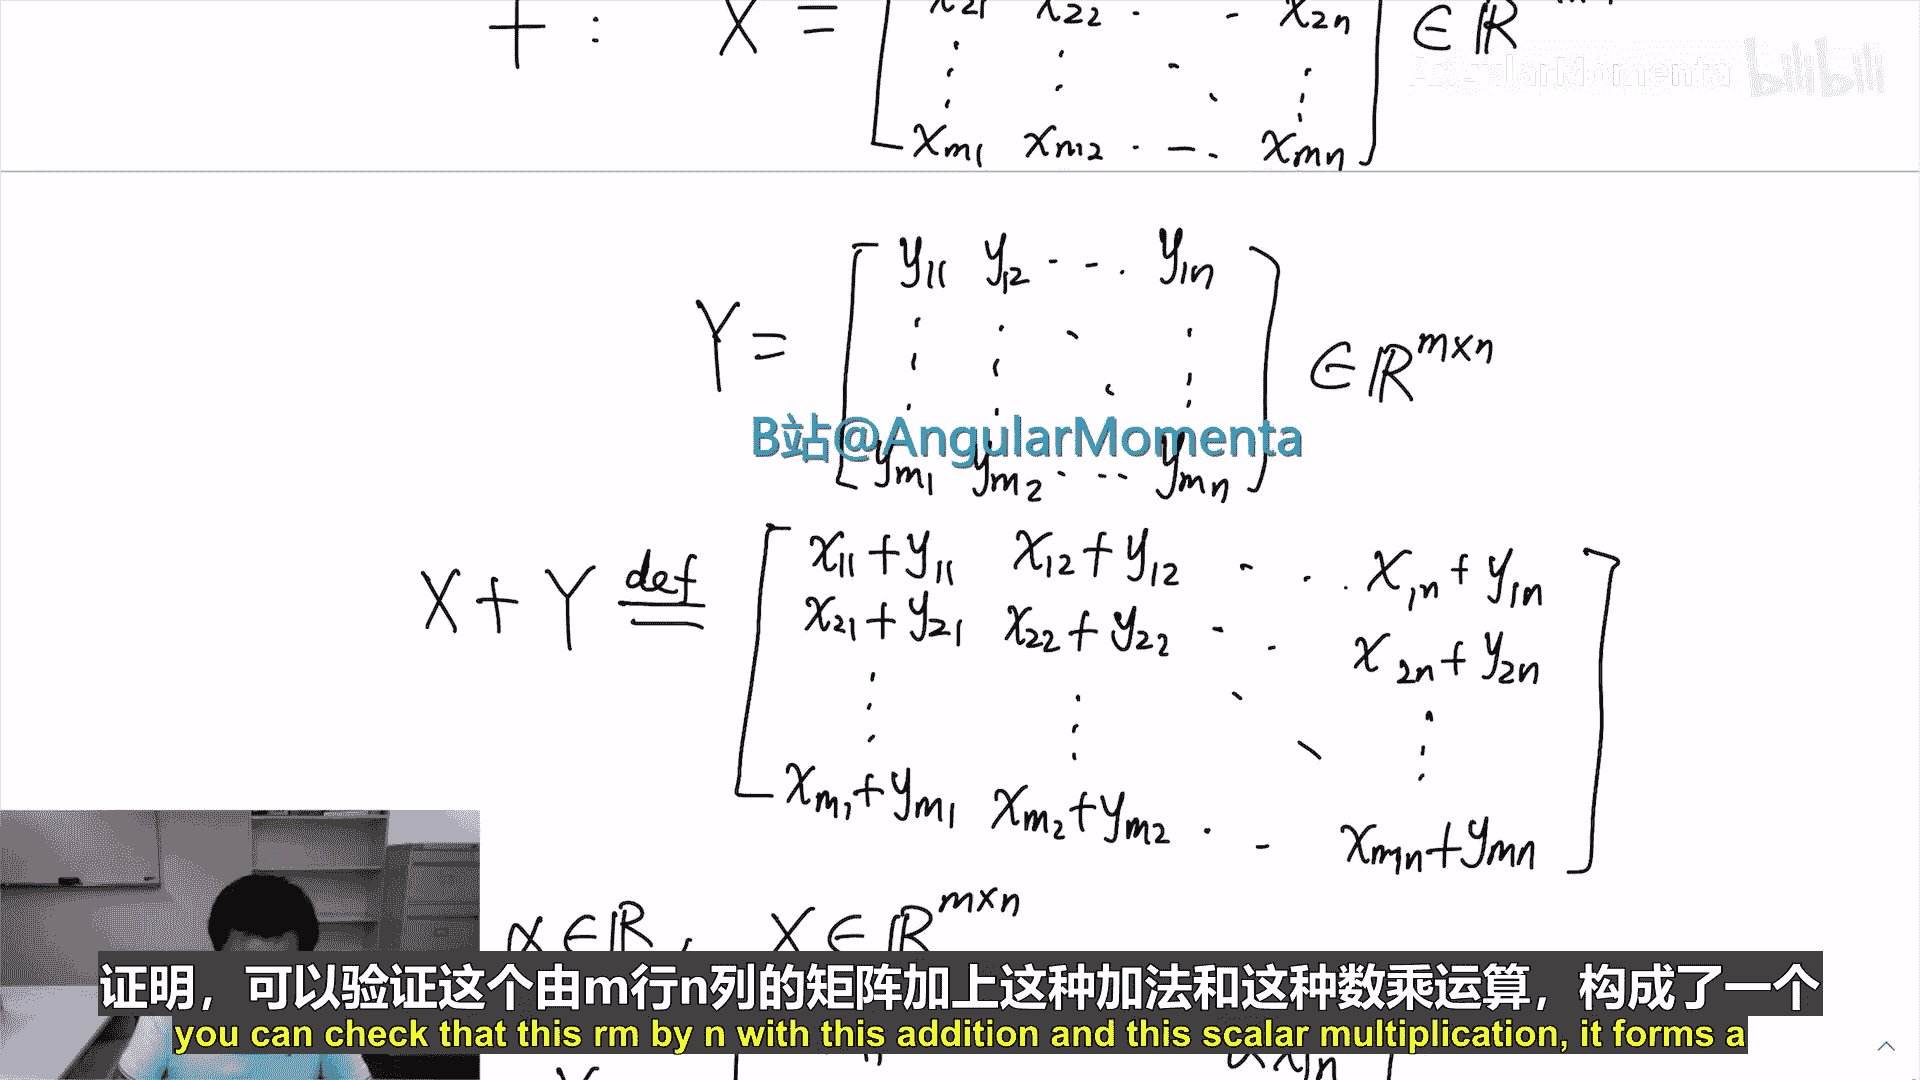 + : X = [ x21 x22 · - x2n ] ∈ ℝ
AngularMomenta bilibili
xm1 xm2 · - . xmn
y11 y12 · - . y1n
Y = [ ⋮ ⋮ ⋱ ⋮ ] ∈ ℝ^{m×n}
B站@AngularMomenta
ym1 ym2 · -- ymn
x11+y11 x12+y12 - · . x1n+y1n
X + Y def= 
x21+y21 x22+y22 - . x2n+y2n
⋮ ⋮ ⋱ ⋮
xm1+ym1 xm2+ym2 · - xmn+ymn
α ∈ ℝ, X ∈ ℝ^{m×n}
证明，可以验证这个由m行n列的矩阵加上这种加法和这种数乘运算，构成了一个
you can check that this rm by n with this addition and this scalar multiplication, it forms a
αx1n